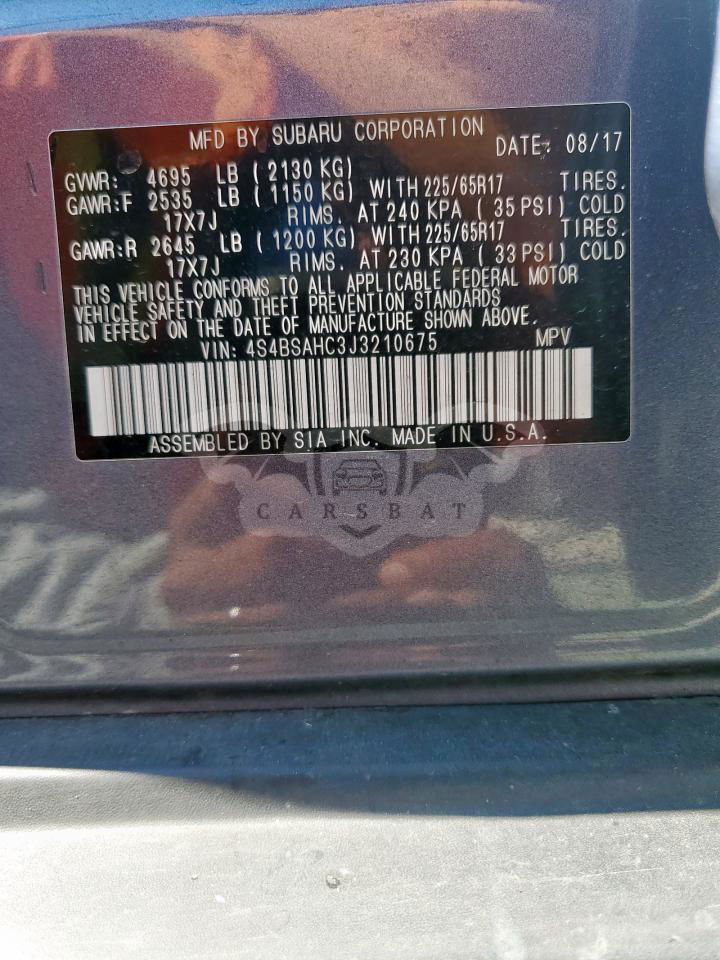 MFD BY SUBARU CORPORATION DATE: 08/17
GVWR: 4695 LB (2130 KG)
GAWR:F 2535 LB (1150 KG) WITH 225/65R17 TIRES.
17X7J RIMS. AT 240 KPA (35 PSI) COLD
GAWR:R 2645 LB (1200 KG) WITH 225/65R17 TIRES.
17X7J RIMS. AT 230 KPA (33 PSI) COLD
THIS VEHICLE CONFORMS TO ALL APPLICABLE FEDERAL MOTOR
VEHICLE SAFETY AND THEFT PREVENTION STANDARDS
IN EFFECT ON THE DATE OF MANUFACTURE SHOWN ABOVE.
VIN: 4S4BSAHC3J3210675 MPV
ASSEMBLED BY SIA INC. MADE IN U.S.A.
CARSBAT